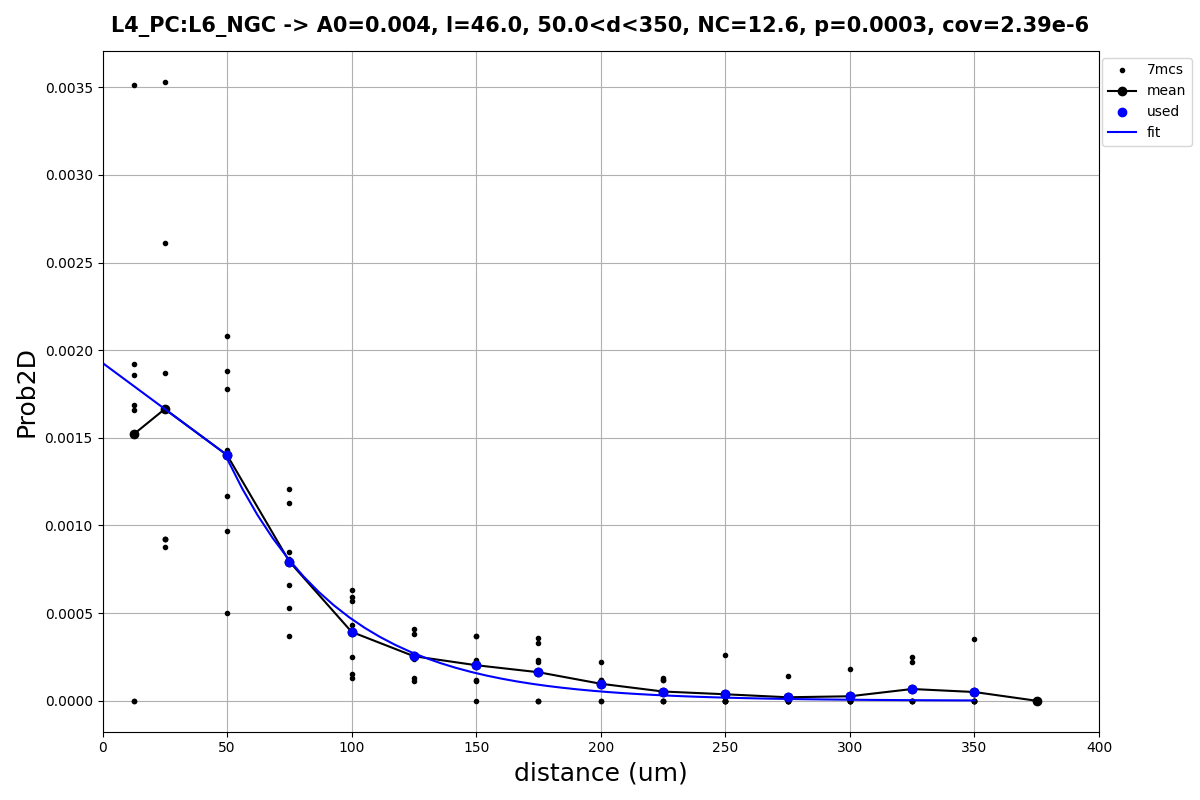 L4_PC:L6_NGC -> A0=0.004, l=46.0, 50.0<d<350, NC=12.6, p=0.0003, cov=2.39e-6
7mcs
mean
used
fit
Prob2D
0.0035
0.0030
0.0025
0.0020
0.0015
0.0010
0.0005
0.0000
0 50 100 150 200 250 300 350 400
distance (um)